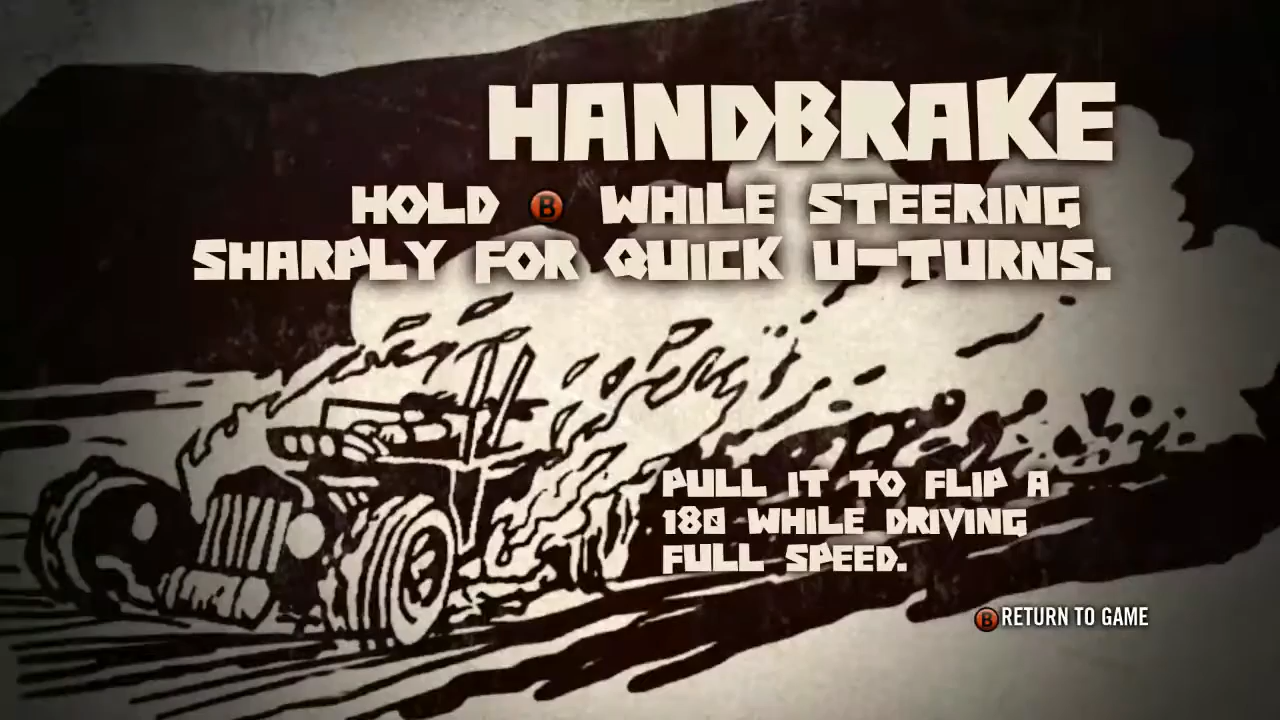 HANDBRAKE
HOLD B WHILE STEERING
SHARPLY FOR QUICK U-TURNS.
PULL IT TO FLIP A
180 WHILE DRIVING
FULL SPEED.
B RETURN TO GAME